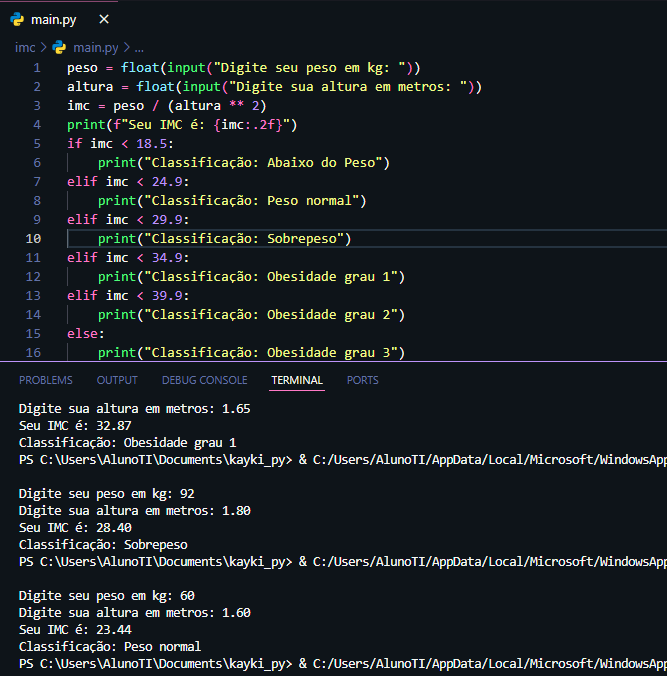 main.py ×
imc > main.py > ...
1 peso = float(input("Digite seu peso em kg: "))
2 altura = float(input("Digite sua altura em metros: "))
3 imc = peso / (altura ** 2)
4 print(f"Seu IMC é: {imc:.2f}")
5 if imc < 18.5:
6     print("Classificação: Abaixo do Peso")
7 elif imc < 24.9:
8     print("Classificação: Peso normal")
9 elif imc < 29.9:
10     print("Classificação: Sobrepeso")
11 elif imc < 34.9:
12     print("Classificação: Obesidade grau 1")
13 elif imc < 39.9:
14     print("Classificação: Obesidade grau 2")
15 else:
16     print("Classificação: Obesidade grau 3")
PROBLEMS OUTPUT DEBUG CONSOLE TERMINAL PORTS
Digite sua altura em metros: 1.65
Seu IMC é: 32.87
Classificação: Obesidade grau 1
PS C:\Users\AlunoTI\Documents\kayki_py> & C:/Users/AlunoTI/AppData/Local/Microsoft/WindowsApp
Digite seu peso em kg: 92
Digite sua altura em metros: 1.80
Seu IMC é: 28.40
Classificação: Sobrepeso
PS C:\Users\AlunoTI\Documents\kayki_py> & C:/Users/AlunoTI/AppData/Local/Microsoft/WindowsApp
Digite seu peso em kg: 60
Digite sua altura em metros: 1.60
Seu IMC é: 23.44
Classificação: Peso normal
PS C:\Users\AlunoTI\Documents\kayki_py> & C:/Users/AlunoTI/AppData/Local/Microsoft/WindowsApp